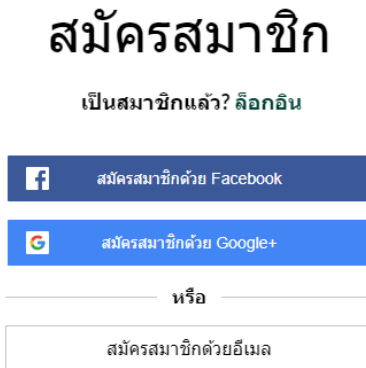 สมัครสมาชิก
เป็นสมาชิกแล้ว? ล็อกอิน
สมัครสมาชิกด้วย Facebook
สมัครสมาชิกด้วย Google+
หรือ
สมัครสมาชิกด้วยอีเมล